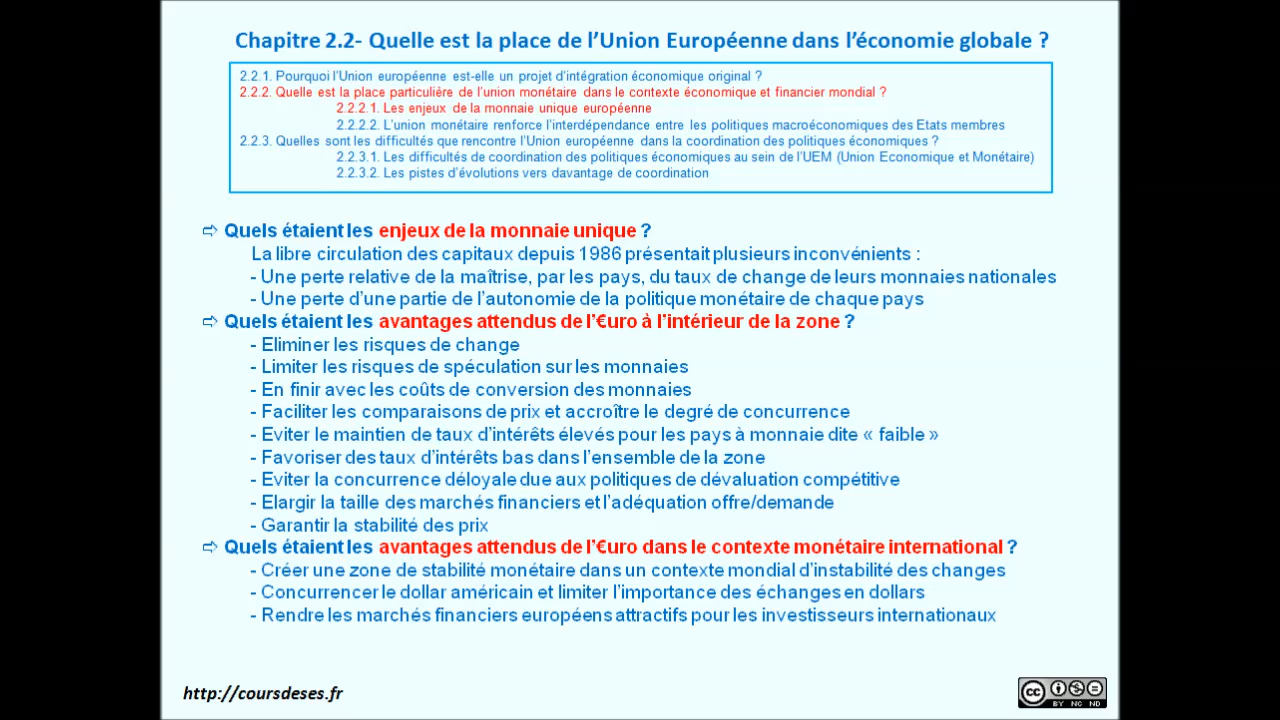 Chapitre 2.2- Quelle est la place de l’Union Européenne dans l’économie globale ?
2.2.1. Pourquoi l’Union européenne est-elle un projet d’intégration économique original ?
2.2.2. Quelle est la place particulière de l’union monétaire dans le contexte économique et financier mondial ?
2.2.2.1. Les enjeux de la monnaie unique européenne
2.2.2.2. L’union monétaire renforce l’interdépendance entre les politiques macroéconomiques des Etats membres
2.2.3. Quelles sont les difficultés que rencontre l’Union européenne dans la coordination des politiques économiques ?
2.2.3.1. Les difficultés de coordination des politiques économiques au sein de l’UEM (Union Economique et Monétaire)
2.2.3.2. Les pistes d’évolutions vers davantage de coordination
⇨ Quels étaient les enjeux de la monnaie unique ?
La libre circulation des capitaux depuis 1986 présentait plusieurs inconvénients :
- Une perte relative de la maîtrise, par les pays, du taux de change de leurs monnaies nationales
- Une perte d’une partie de l’autonomie de la politique monétaire de chaque pays
⇨ Quels étaient les avantages attendus de l’€uro à l’intérieur de la zone ?
- Eliminer les risques de change
- Limiter les risques de spéculation sur les monnaies
- En finir avec les coûts de conversion des monnaies
- Faciliter les comparaisons de prix et accroître le degré de concurrence
- Eviter le maintien de taux d’intérêts élevés pour les pays à monnaie dite « faible »
- Favoriser des taux d’intérêts bas dans l’ensemble de la zone
- Eviter la concurrence déloyale due aux politiques de dévaluation compétitive
- Elargir la taille des marchés financiers et l’adéquation offre/demande
- Garantir la stabilité des prix
⇨ Quels étaient les avantages attendus de l’€uro dans le contexte monétaire international ?
- Créer une zone de stabilité monétaire dans un contexte mondial d’instabilité des changes
- Concurrencer le dollar américain et limiter l’importance des échanges en dollars
- Rendre les marchés financiers européens attractifs pour les investisseurs internationaux
http://coursdeses.fr
cc
BY NC ND